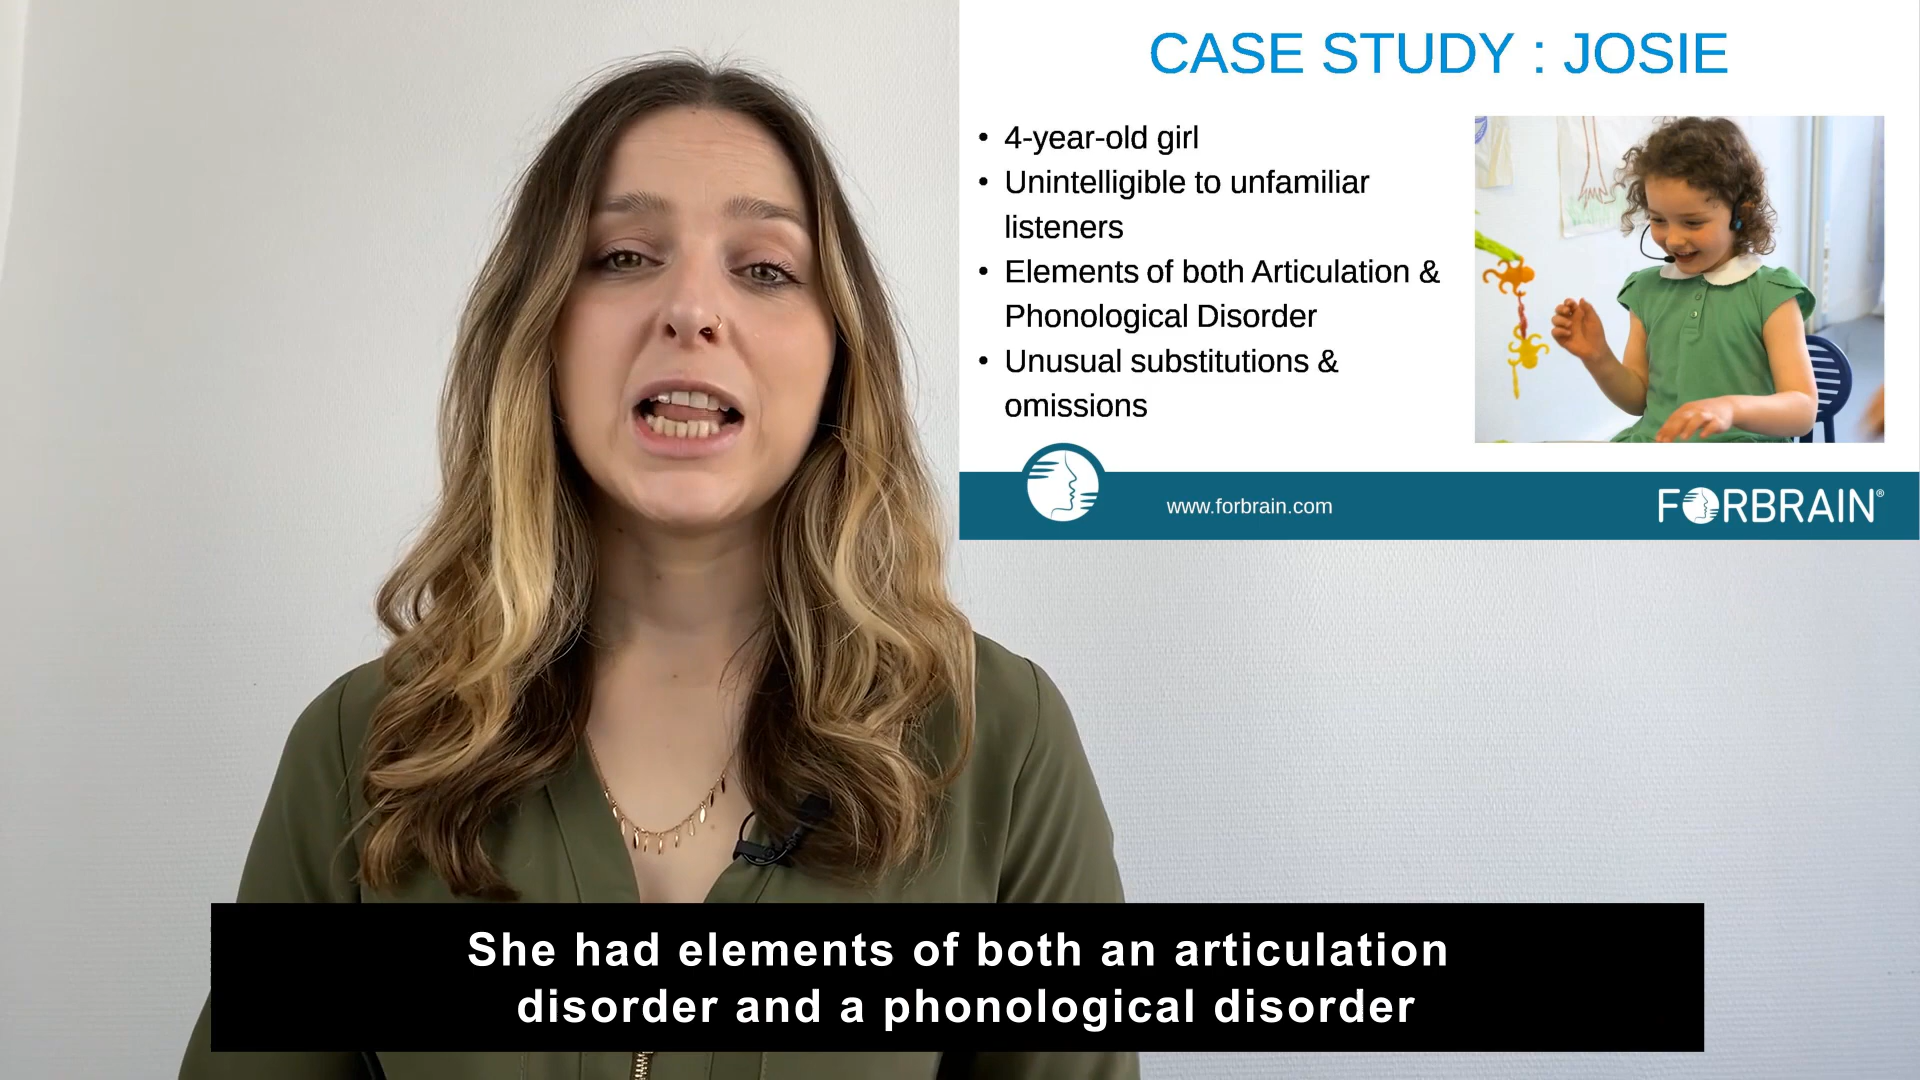 CASE STUDY : JOSIE
• 4-year-old girl
• Unintelligible to unfamiliar
listeners
• Elements of both Articulation &
Phonological Disorder
• Unusual substitutions &
omissions
www.forbrain.com
FORBRAIN®
She had elements of both an articulation
disorder and a phonological disorder